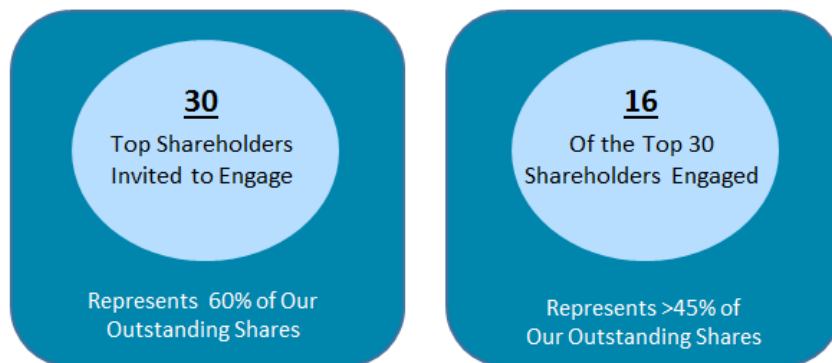 30
Top Shareholders
Invited to Engage
Represents 60% of Our
Outstanding Shares
16
Of the Top 30
Shareholders Engaged
Represents >45% of
Our Outstanding Shares